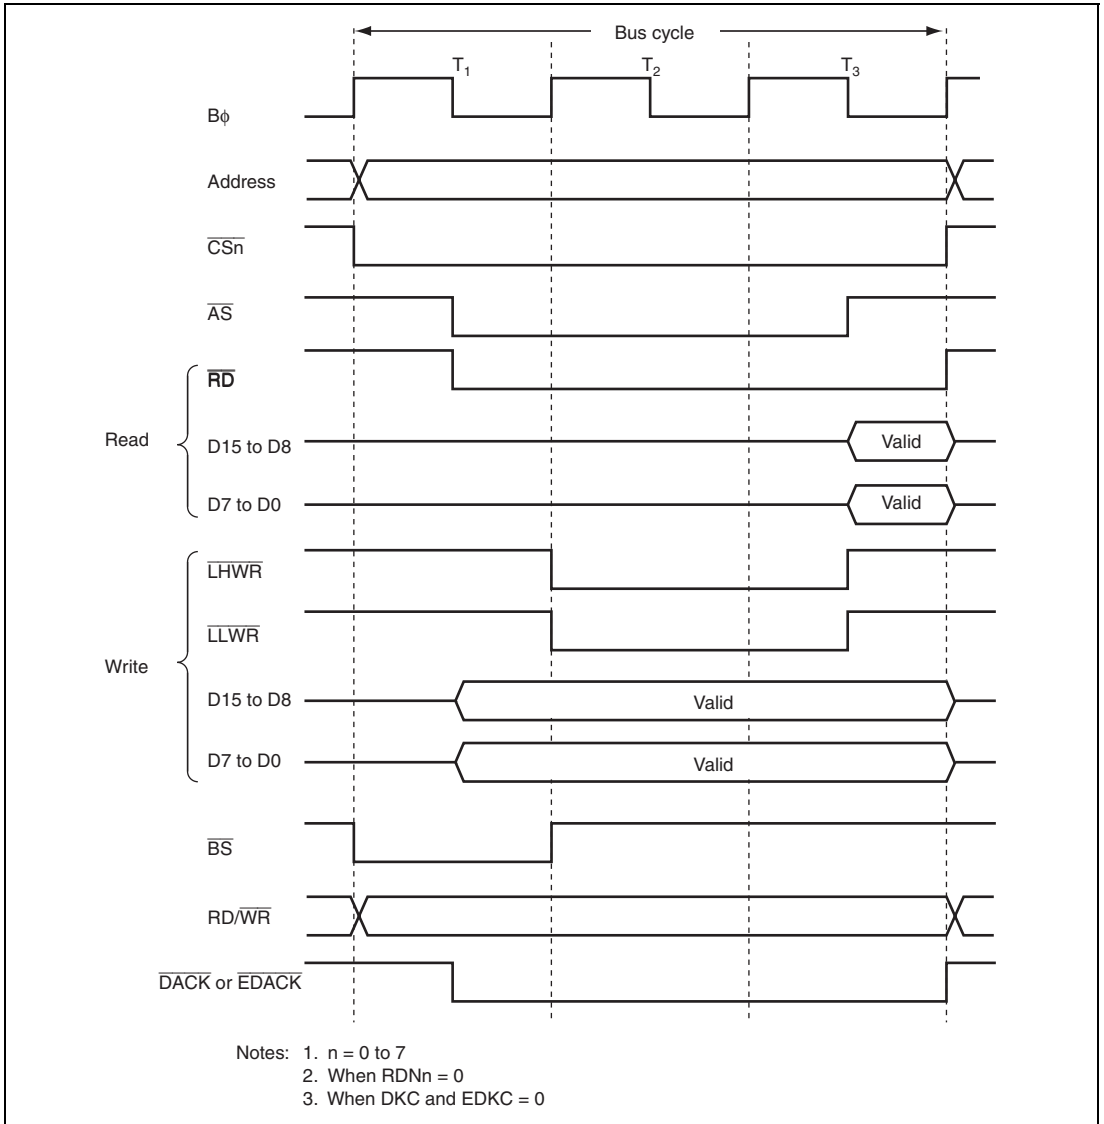 Bus cycle
T1 T2 T3
Bϕ
Address
CSn
AS
RD
Read
D15 to D8 Valid
D7 to D0 Valid
LHWR
LLWR
Write
D15 to D8 Valid
D7 to D0 Valid
BS
RD/WR
DACK or EDACK
Notes: 1. n = 0 to 7
2. When RDNn = 0
3. When DKC and EDKC = 0